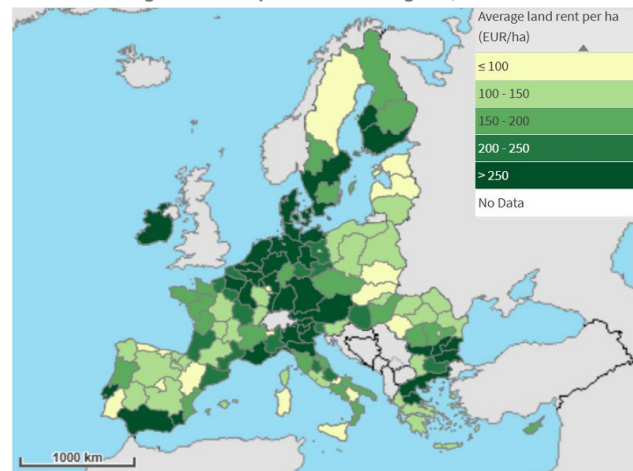 Average land rent per ha
(EUR/ha)
≤ 100
100 - 150
150 - 200
200 - 250
> 250
No Data
1000 km